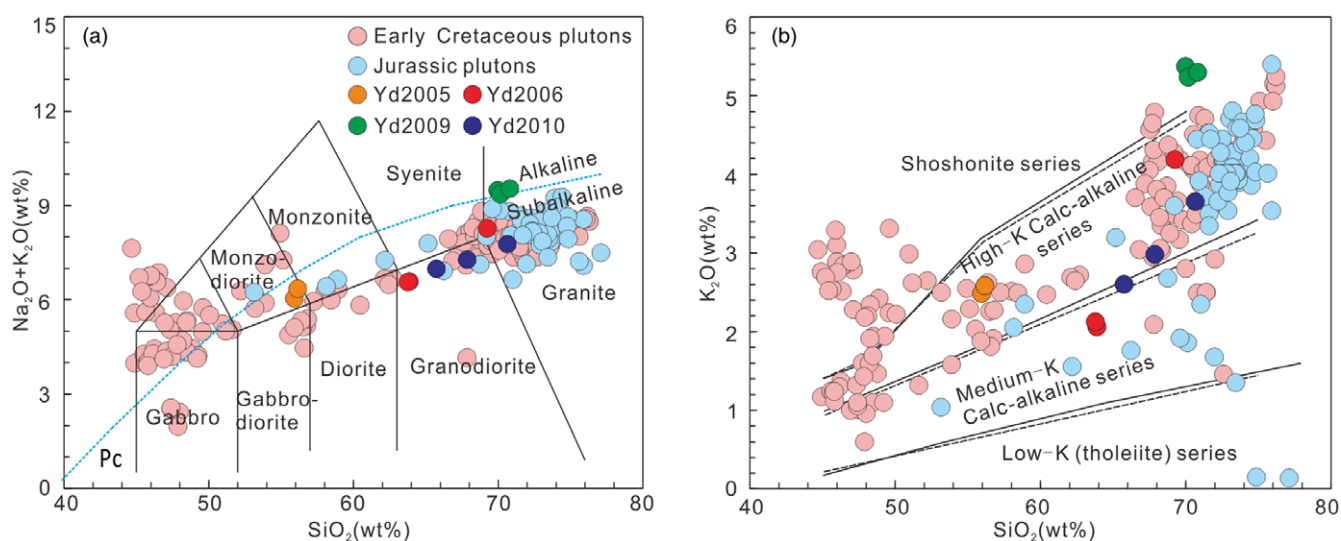 (a)
Early Cretaceous plutons
Jurassic plutons
Yd2005
Yd2006
Yd2009
Yd2010
Syenite
Alkaline
Subalkaline
Monzonite
Monzo-
diorite
Granite
Granodiorite
Diorite
Gabbro-
diorite
Gabbro
Pc
15
12
9
6
3
0
Na₂O+K₂O(wt%)
40
50
60
70
80
SiO₂(wt%)
(b)
Shoshonite series
High-K Calc-alkaline
series
Medium-K
Calc-alkaline series
Low-K (tholeiite) series
6
5
4
3
2
1
0
K₂O(wt%)
40
50
60
70
80
SiO₂(wt%)